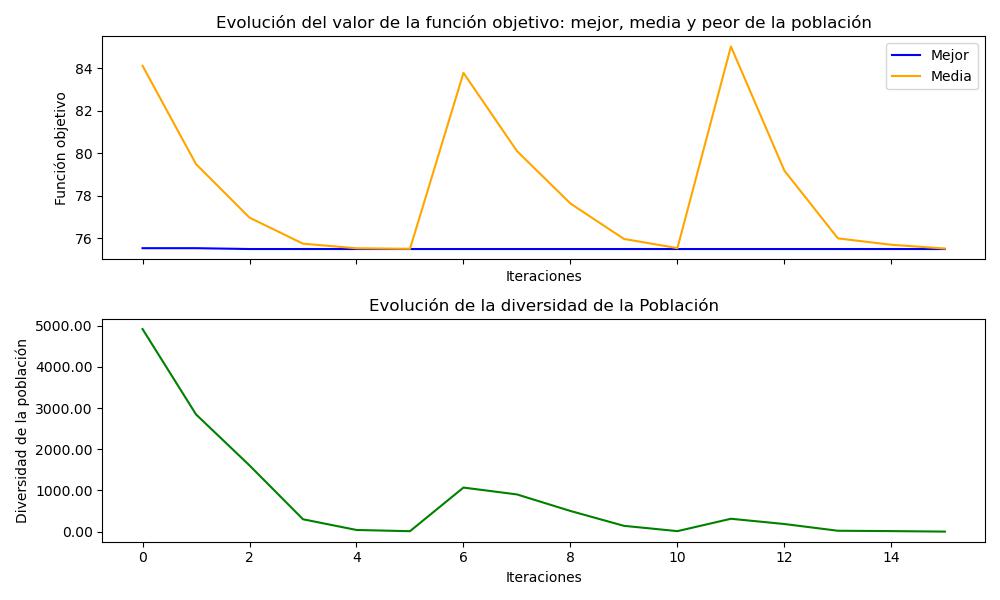 Evolución del valor de la función objetivo: mejor, media y peor de la población
Mejor
Media
84
82
80
78
76
Función objetivo
Iteraciones
Evolución de la diversidad de la Población
5000.00
4000.00
3000.00
2000.00
1000.00
0.00
Diversidad de la población
0 2 4 6 8 10 12 14
Iteraciones